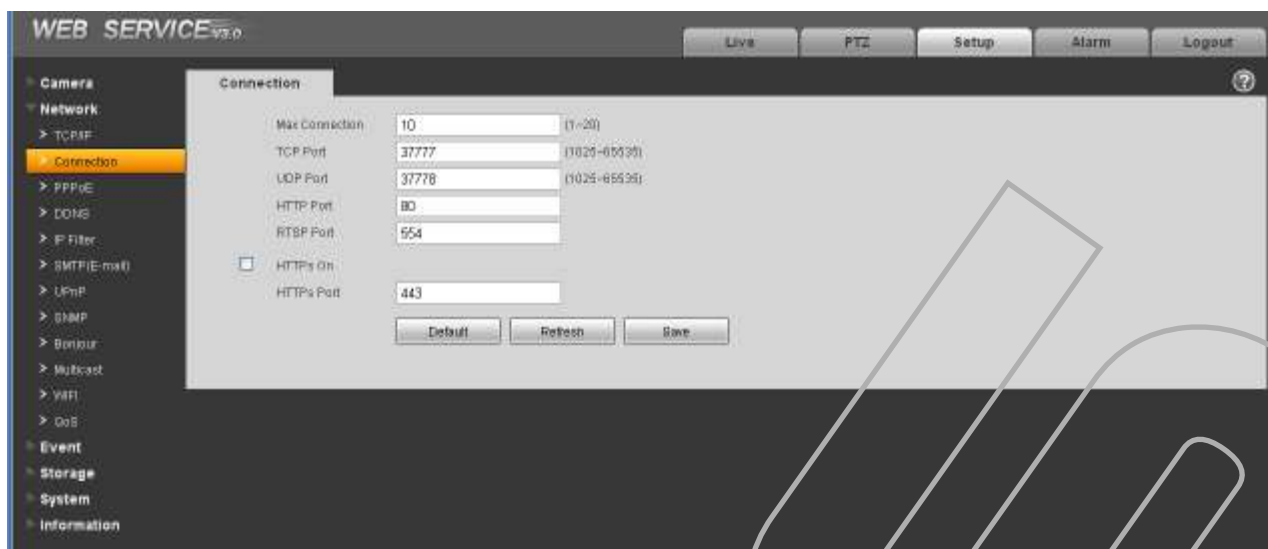 WEB SERVICE V3.0
Live
PTZ
Setup
Alarm
Logout
Camera
Network
> TCP/IP
> Connection
> PPPoE
> DDNS
> IP Filter
> SMTP(E-mail)
> UPnP
> SNMP
> Bonjour
> Multicast
> WIFI
> QoS
Event
Storage
System
Information
Connection
?
Max Connection 10 (1~20)
TCP Port 37777 (1025~65535)
UDP Port 37778 (1025~65535)
HTTP Port 80
RTSP Port 554
HTTPs On
HTTPs Port 443
Default Refresh Save